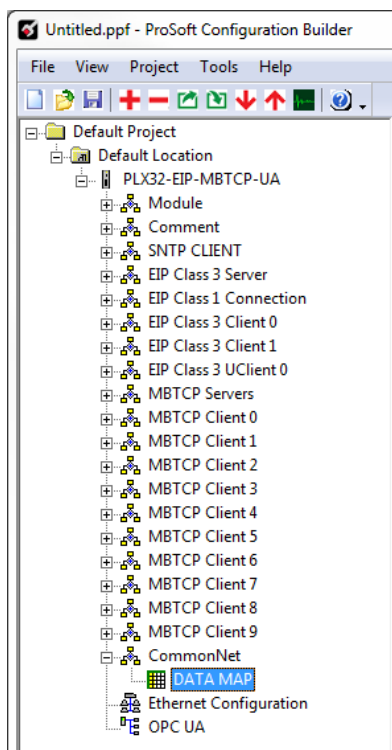 Untitled.ppf - ProSoft Configuration Builder
File View Project Tools Help
Default Project
Default Location
PLX32-EIP-MBTCP-UA
Module
Comment
SNTP CLIENT
EIP Class 3 Server
EIP Class 1 Connection
EIP Class 3 Client 0
EIP Class 3 Client 1
EIP Class 3 UClient 0
MBTCP Servers
MBTCP Client 0
MBTCP Client 1
MBTCP Client 2
MBTCP Client 3
MBTCP Client 4
MBTCP Client 5
MBTCP Client 6
MBTCP Client 7
MBTCP Client 8
MBTCP Client 9
CommonNet
DATA MAP
Ethernet Configuration
OPC UA